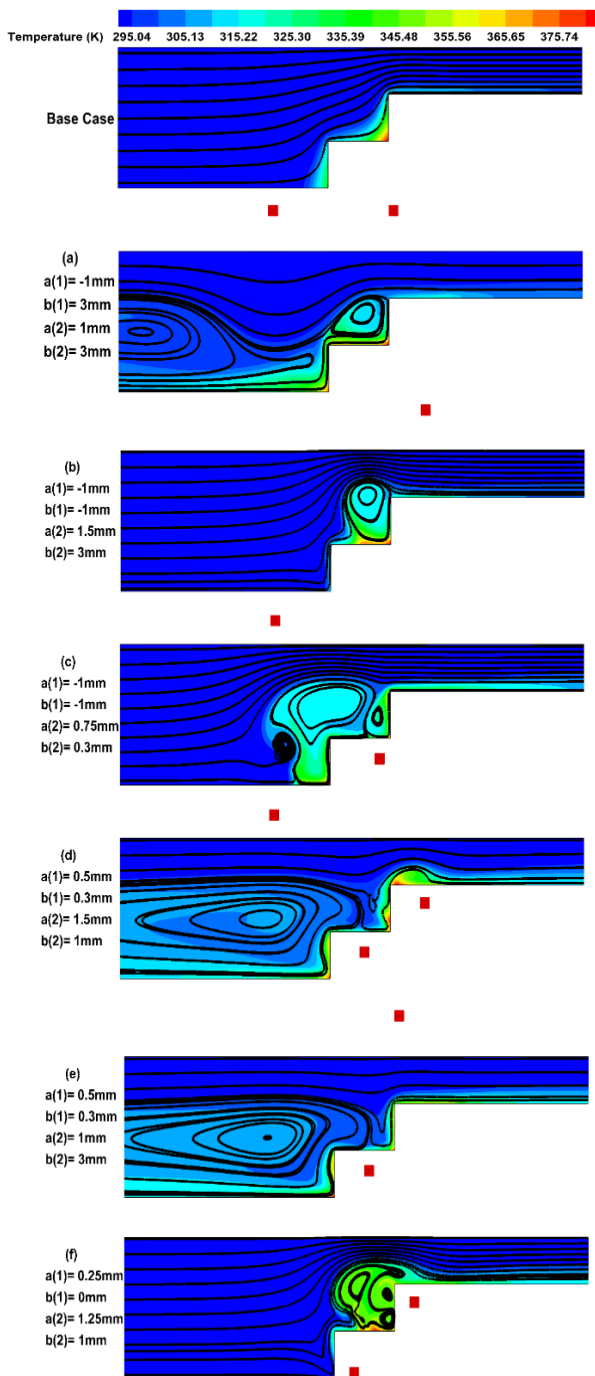 Temperature (K) 295.04 305.13 315.22 325.30 335.39 345.48 355.56 365.65 375.74
Base Case
(a)
a(1)= -1mm
b(1)= 3mm
a(2)= 1mm
b(2)= 3mm
(b)
a(1)= -1mm
b(1)= -1mm
a(2)= 1.5mm
b(2)= 3mm
(c)
a(1)= -1mm
b(1)= -1mm
a(2)= 0.75mm
b(2)= 0.3mm
(d)
a(1)= 0.5mm
b(1)= 0.3mm
a(2)= 1.5mm
b(2)= 1mm
(e)
a(1)= 0.5mm
b(1)= 0.3mm
a(2)= 1mm
b(2)= 3mm
(f)
a(1)= 0.25mm
b(1)= 0mm
a(2)= 1.25mm
b(2)= 1mm